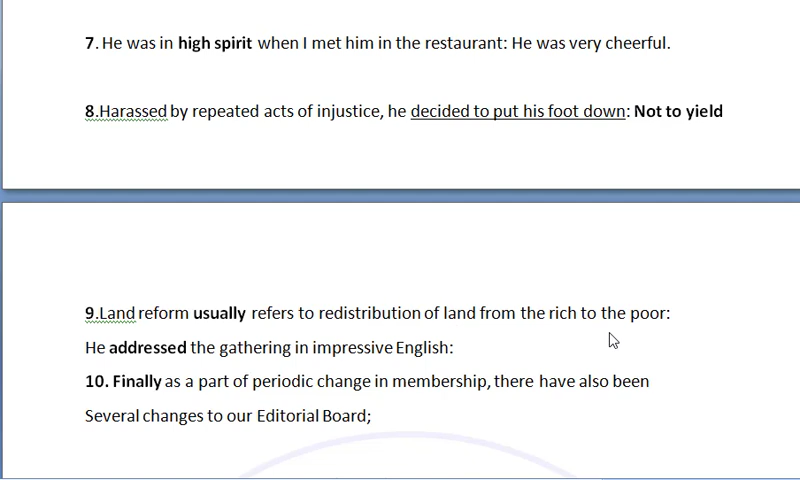 7. He was in high spirit when I met him in the restaurant: He was very cheerful.
8.Harassed by repeated acts of injustice, he decided to put his foot down: Not to yield
9.Land reform usually refers to redistribution of land from the rich to the poor:
He addressed the gathering in impressive English:
10. Finally as a part of periodic change in membership, there have also been
Several changes to our Editorial Board;